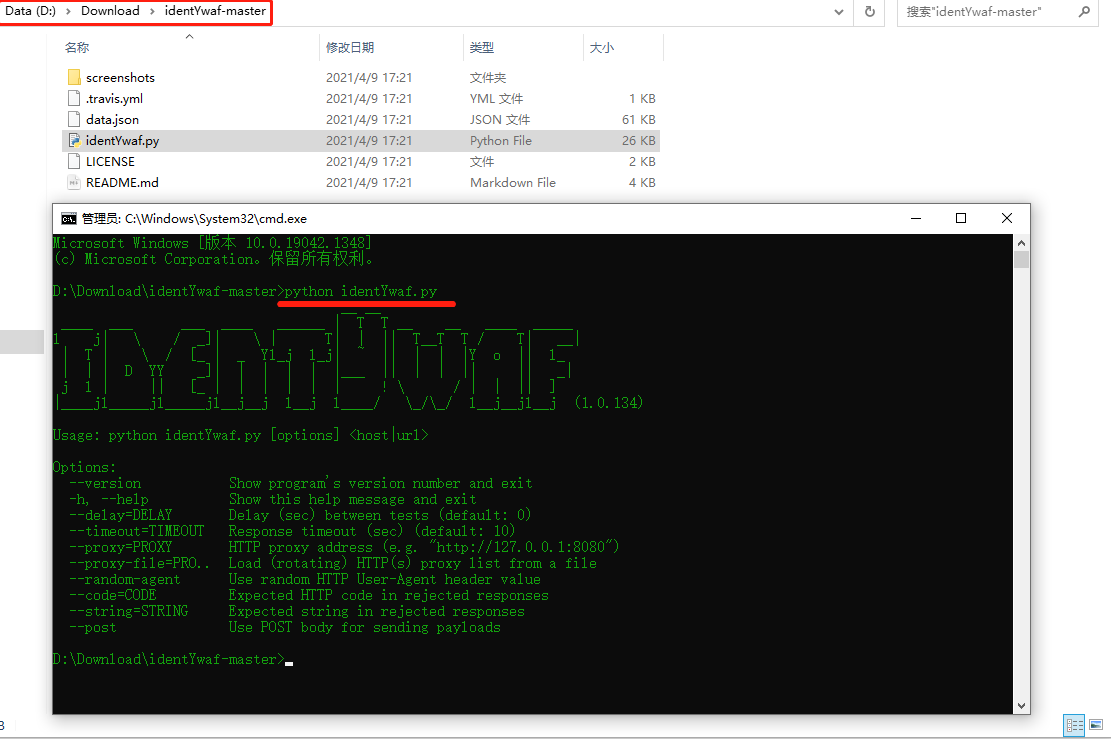 Data (D:) > Download > identYwaf-master
搜索"identYwaf-master"
名称 修改日期 类型 大小
screenshots 2021/4/9 17:21 文件夹
.travis.yml 2021/4/9 17:21 YML 文件 1 KB
data.json 2021/4/9 17:21 JSON 文件 61 KB
identYwaf.py 2021/4/9 17:21 Python File 26 KB
LICENSE 2021/4/9 17:21 文件 2 KB
README.md 2021/4/9 17:21 Markdown File 4 KB
管理员: C:\Windows\System32\cmd.exe
Microsoft Windows [版本 10.0.19042.1348]
(c) Microsoft Corporation。保留所有权利。
D:\Download\identYwaf-master>python identYwaf.py
IDENTYWAF
(1.0.134)
Usage: python identYwaf.py [options] <host|url>
Options:
--version Show program's version number and exit
-h, --help Show this help message and exit
--delay=DELAY Delay (sec) between tests (default: 0)
--timeout=TIMEOUT Response timeout (sec) (default: 10)
--proxy=PROXY HTTP proxy address (e.g. "http://127.0.0.1:8080")
--proxy-file=PRO.. Load (rotating) HTTP(s) proxy list from a file
--random-agent Use random HTTP User-Agent header value
--code=CODE Expected HTTP code in rejected responses
--string=STRING Expected string in rejected responses
--post Use POST body for sending payloads
D:\Download\identYwaf-master>